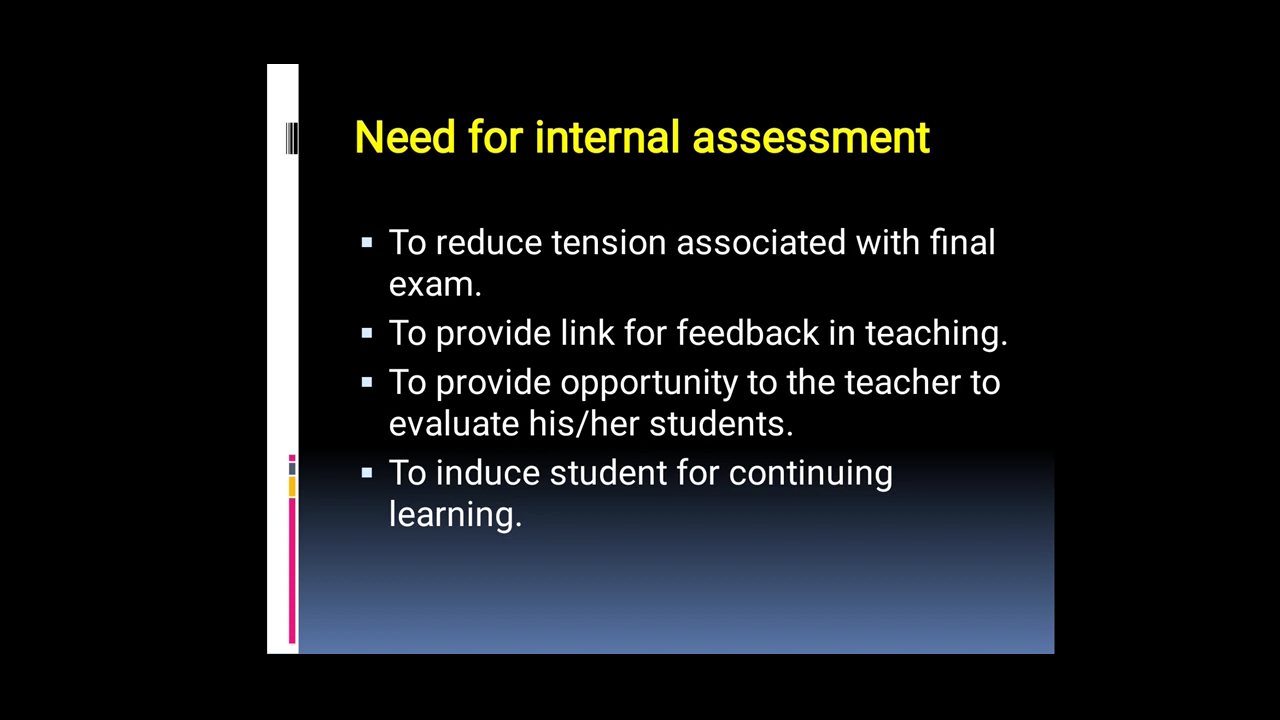 Need for internal assessment
▪ To reduce tension associated with final
exam.
▪ To provide link for feedback in teaching.
▪ To provide opportunity to the teacher to
evaluate his/her students.
▪ To induce student for continuing
learning.